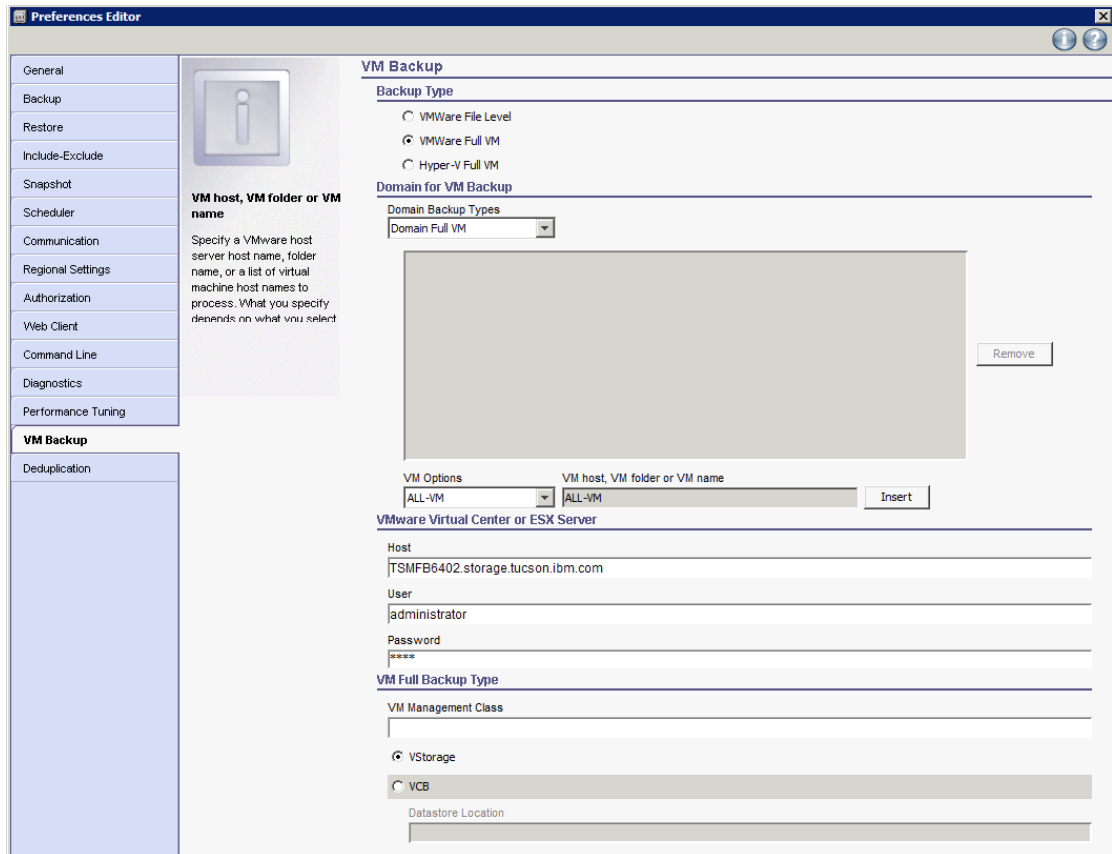 Preferences Editor
General
Backup
Restore
Include-Exclude
Snapshot
Scheduler
Communication
Regional Settings
Authorization
Web Client
Command Line
Diagnostics
Performance Tuning
VM Backup
Deduplication
VM host, VM folder or VM
name
Specify a VMware host
server host name, folder
name, or a list of virtual
machine host names to
process. What you specify
depends on what you select
VM Backup
Backup Type
VMWare File Level
VMWare Full VM
Hyper-V Full VM
Domain for VM Backup
Domain Backup Types
Domain Full VM
Remove
VM Options
VM host, VM folder or VM name
ALL-VM
ALL-VM
Insert
VMware Virtual Center or ESX Server
Host
TSMFB6402.storage.tucson.ibm.com
User
administrator
Password
****
VM Full Backup Type
VM Management Class
VStorage
VCB
Datastore Location